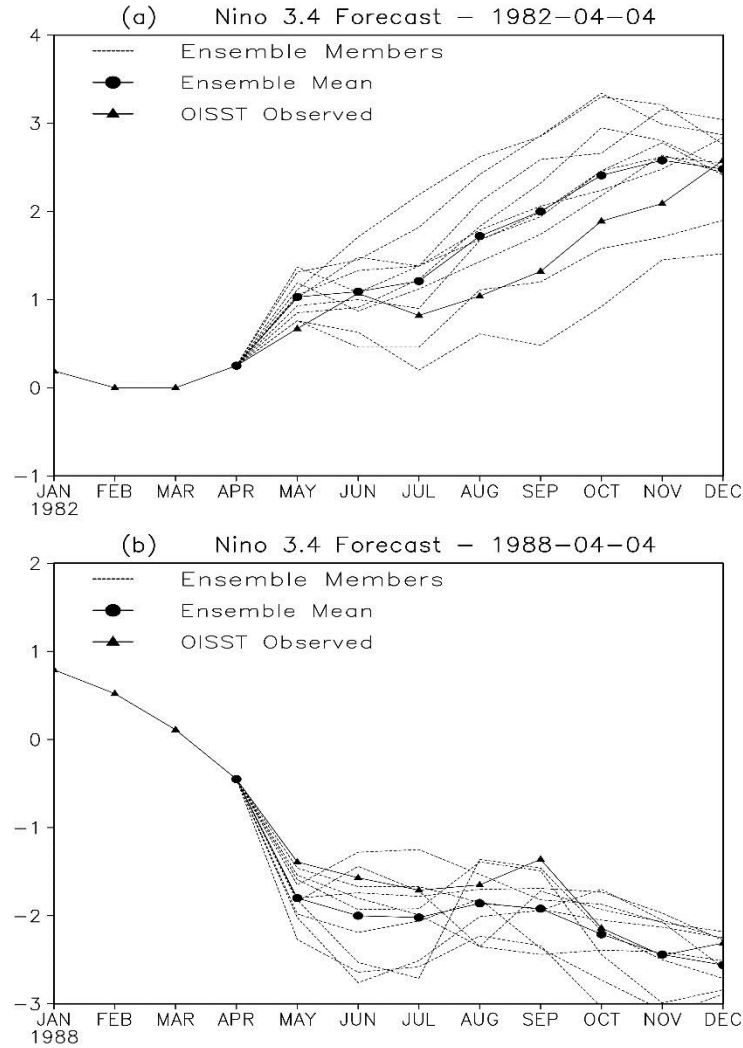 (a) Nino 3.4 Forecast – 1982–04–04
4
Ensemble Members
Ensemble Mean
OISST Observed
3
2
1
0
−1
JAN FEB MAR APR MAY JUN JUL AUG SEP OCT NOV DEC
1982
(b) Nino 3.4 Forecast – 1988–04–04
2
Ensemble Members
Ensemble Mean
OISST Observed
1
0
−1
−2
−3
JAN FEB MAR APR MAY JUN JUL AUG SEP OCT NOV DEC
1988